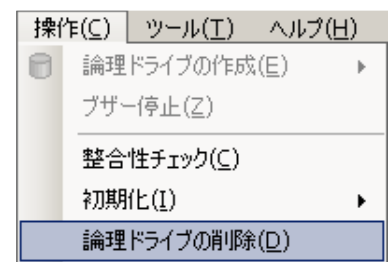 操作(C) ツール(T) ヘルプ(H)
論理ドライブの作成(E)
ブザー停止(Z)
整合性チェック(C)
初期化(I)
論理ドライブの削除(D)